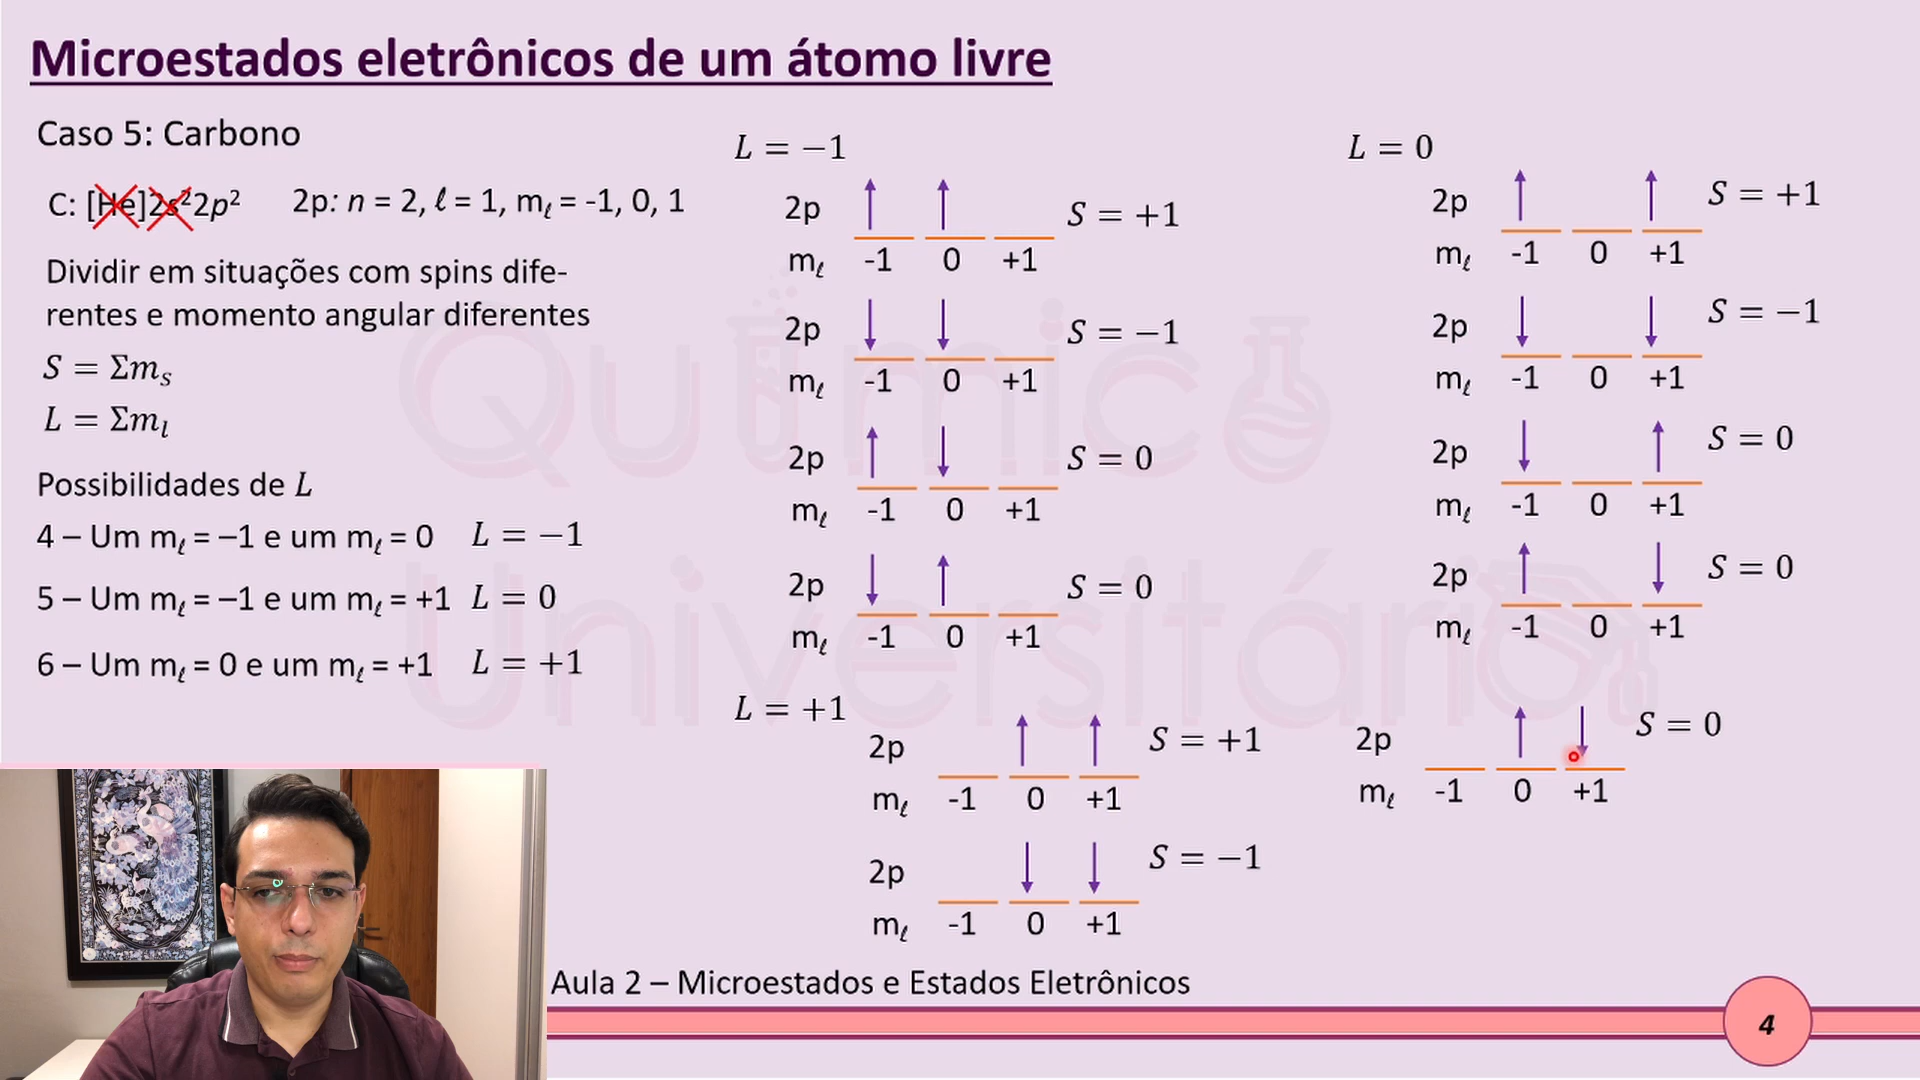 Microestados eletrônicos de um átomo livre
Caso 5: Carbono
C: [He]2s²2p² 2p: n = 2, ℓ = 1, mℓ = -1, 0, 1
Dividir em situações com spins dife-
rentes e momento angular diferentes
S = Σmₛ
L = Σmₗ
Possibilidades de L
4 – Um mℓ = –1 e um mℓ = 0 L = −1
5 – Um mℓ = –1 e um mℓ = +1 L = 0
6 – Um mℓ = 0 e um mℓ = +1 L = +1
L = −1
2p ↑ ↑ S = +1
mℓ -1 0 +1
2p ↓ ↓ S = −1
mℓ -1 0 +1
2p ↑ ↓ S = 0
mℓ -1 0 +1
2p ↓ ↑ S = 0
mℓ -1 0 +1
L = 0
2p ↑ ↑ S = +1
mℓ -1 0 +1
2p ↓ ↓ S = −1
mℓ -1 0 +1
2p ↓ ↑ S = 0
mℓ -1 0 +1
2p ↑ ↓ S = 0
mℓ -1 0 +1
L = +1
2p ↑ ↑ S = +1
mℓ -1 0 +1
2p ↓ ↓ S = −1
mℓ -1 0 +1
2p ↑ ↓ S = 0
mℓ -1 0 +1
Químico
Universitário
Aula 2 – Microestados e Estados Eletrônicos
4